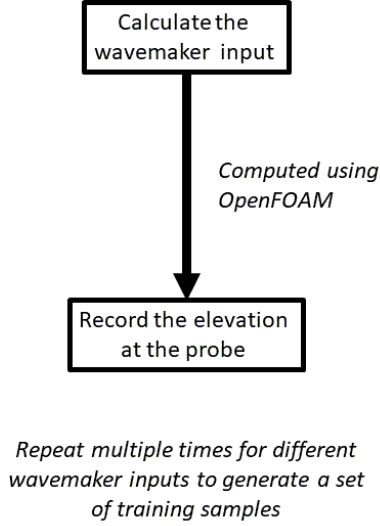 Calculate the
wavemaker input
Computed using
OpenFOAM
Record the elevation
at the probe
Repeat multiple times for different
wavemaker inputs to generate a set
of training samples